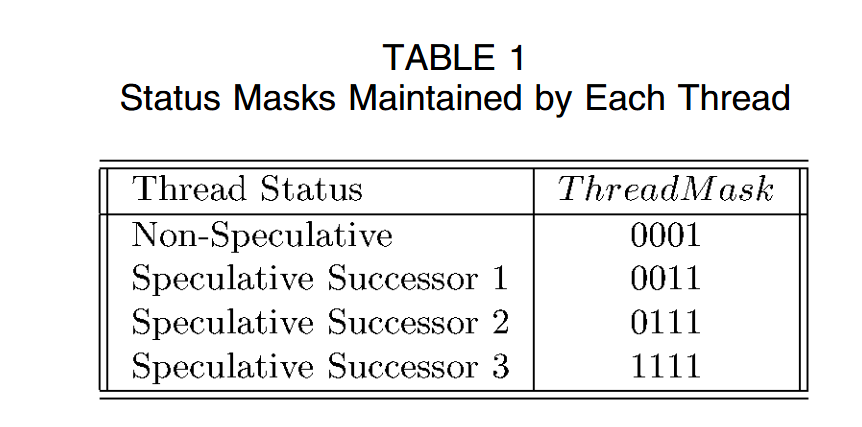 TABLE 1
Status Masks Maintained by Each Thread
Thread Status ThreadMask
Non-Speculative 0001
Speculative Successor 1 0011
Speculative Successor 2 0111
Speculative Successor 3 1111